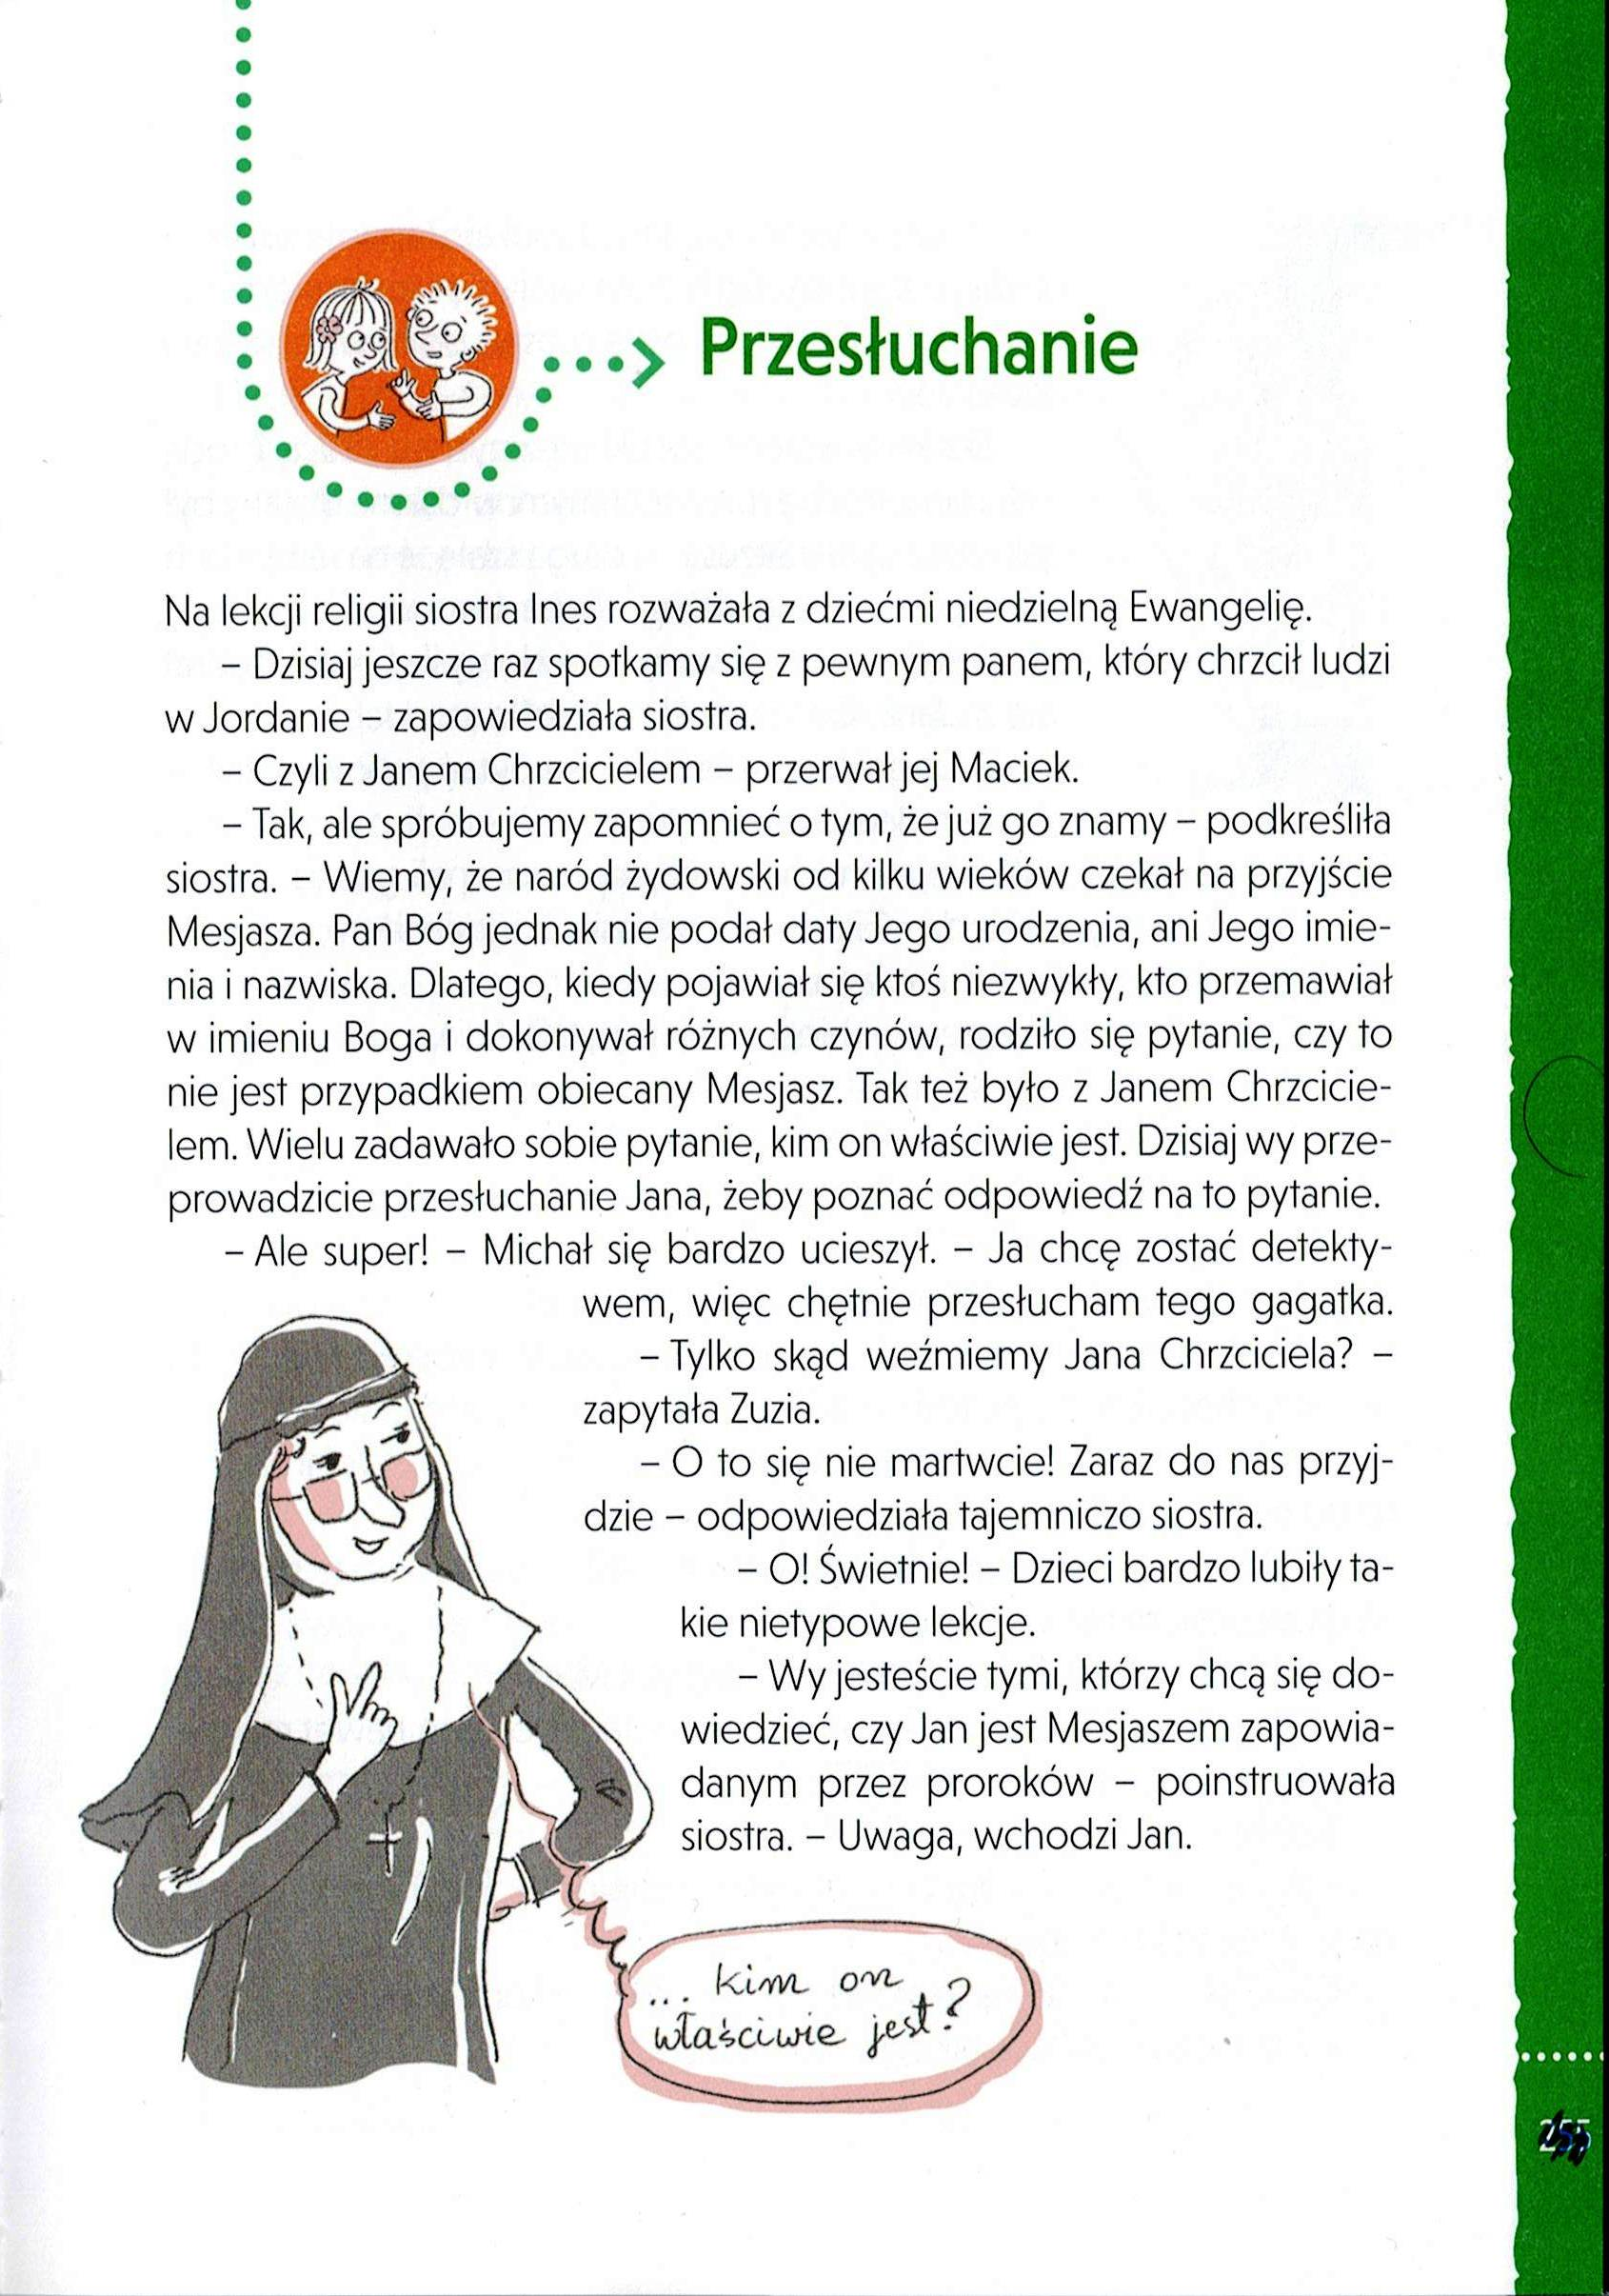 Przesłuchanie
Na lekcji religii siostra Ines rozważała z dziećmi niedzielną Ewangelię.
– Dzisiaj jeszcze raz spotkamy się z pewnym panem, który chrzcił ludzi
w Jordanie – zapowiedziała siostra.
– Czyli z Janem Chrzcicielem – przerwał jej Maciek.
– Tak, ale spróbujemy zapomnieć o tym, że już go znamy – podkreśliła
siostra. – Wiemy, że naród żydowski od kilku wieków czekał na przyjście
Mesjasza. Pan Bóg jednak nie podał daty Jego urodzenia, ani Jego imie-
nia i nazwiska. Dlatego, kiedy pojawiał się ktoś niezwykły, kto przemawiał
w imieniu Boga i dokonywał różnych czynów, rodziło się pytanie, czy to
nie jest przypadkiem obiecany Mesjasz. Tak też było z Janem Chrzcicie-
lem. Wielu zadawało sobie pytanie, kim on właściwie jest. Dzisiaj wy prze-
prowadzicie przesłuchanie Jana, żeby poznać odpowiedź na to pytanie.
– Ale super! – Michał się bardzo ucieszył. – Ja chcę zostać detekty-
wem, więc chętnie przesłucham tego gagatka.
– Tylko skąd weźmiemy Jana Chrzciciela? –
zapytała Zuzia.
– O to się nie martwcie! Zaraz do nas przyj-
dzie – odpowiedziała tajemniczo siostra.
– O! Świetnie! – Dzieci bardzo lubiły ta-
kie nietypowe lekcje.
– Wy jesteście tymi, którzy chcą się do-
wiedzieć, czy Jan jest Mesjaszem zapowia-
danym przez proroków – poinstruowała
siostra. – Uwaga, wchodzi Jan.
... kim on
właściwie jest?